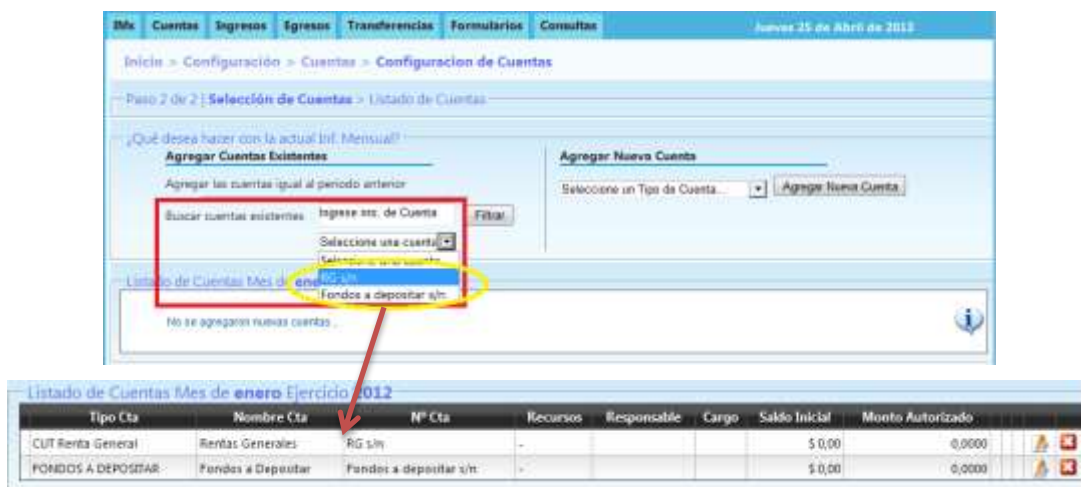 IMs Cuentas Ingresos Egresos Transferencias Formularios Consultas Jueves 25 de Abril de 2013
Inicio > Configuración > Cuentas > Configuracion de Cuentas
Paso 2 de 2 | Selección de Cuentas > Listado de Cuentas
¿Qué desea hacer con la actual Inf. Mensual?
Agregar Cuentas Existentes Agregar Nueva Cuenta
Agregar las cuentas igual al periodo anterior
Seleccione un Tipo de Cuenta... Agregar Nueva Cuenta
Buscar cuentas existentes Ingrese nro. de Cuenta Filtrar
Seleccione una cuenta
Seleccione una cuenta
RG s/n
Listado de Cuentas Mes de ene
Fondos a depositar s/n
No se agregaron nuevas cuentas .
Listado de Cuentas Mes de enero Ejercicio 2012
Tipo Cta Nombre Cta Nº Cta Recursos Responsable Cargo Saldo Inicial Monto Autorizado
CUT Renta General Rentas Generales RG s/n - $ 0,00 0,0000
FONDOS A DEPOSITAR Fondos a Depositar Fondos a depositar s/n - $ 0,00 0,0000